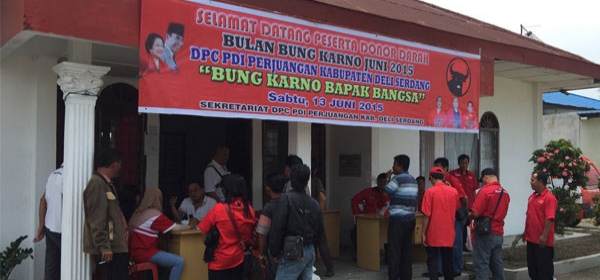 SELAMAT DATANG PESERTA DONOR DARAH
BULAN BUNG KARNO JUNI 2015
DPC PDI PERJUANGAN KABUPATEN DELI SERDANG
"BUNG KARNO BAPAK BANGSA"
Sabtu, 13 JUNI 2015
SEKRETARIAT DPC PDI PERJUANGAN KAB. DELI SERDANG